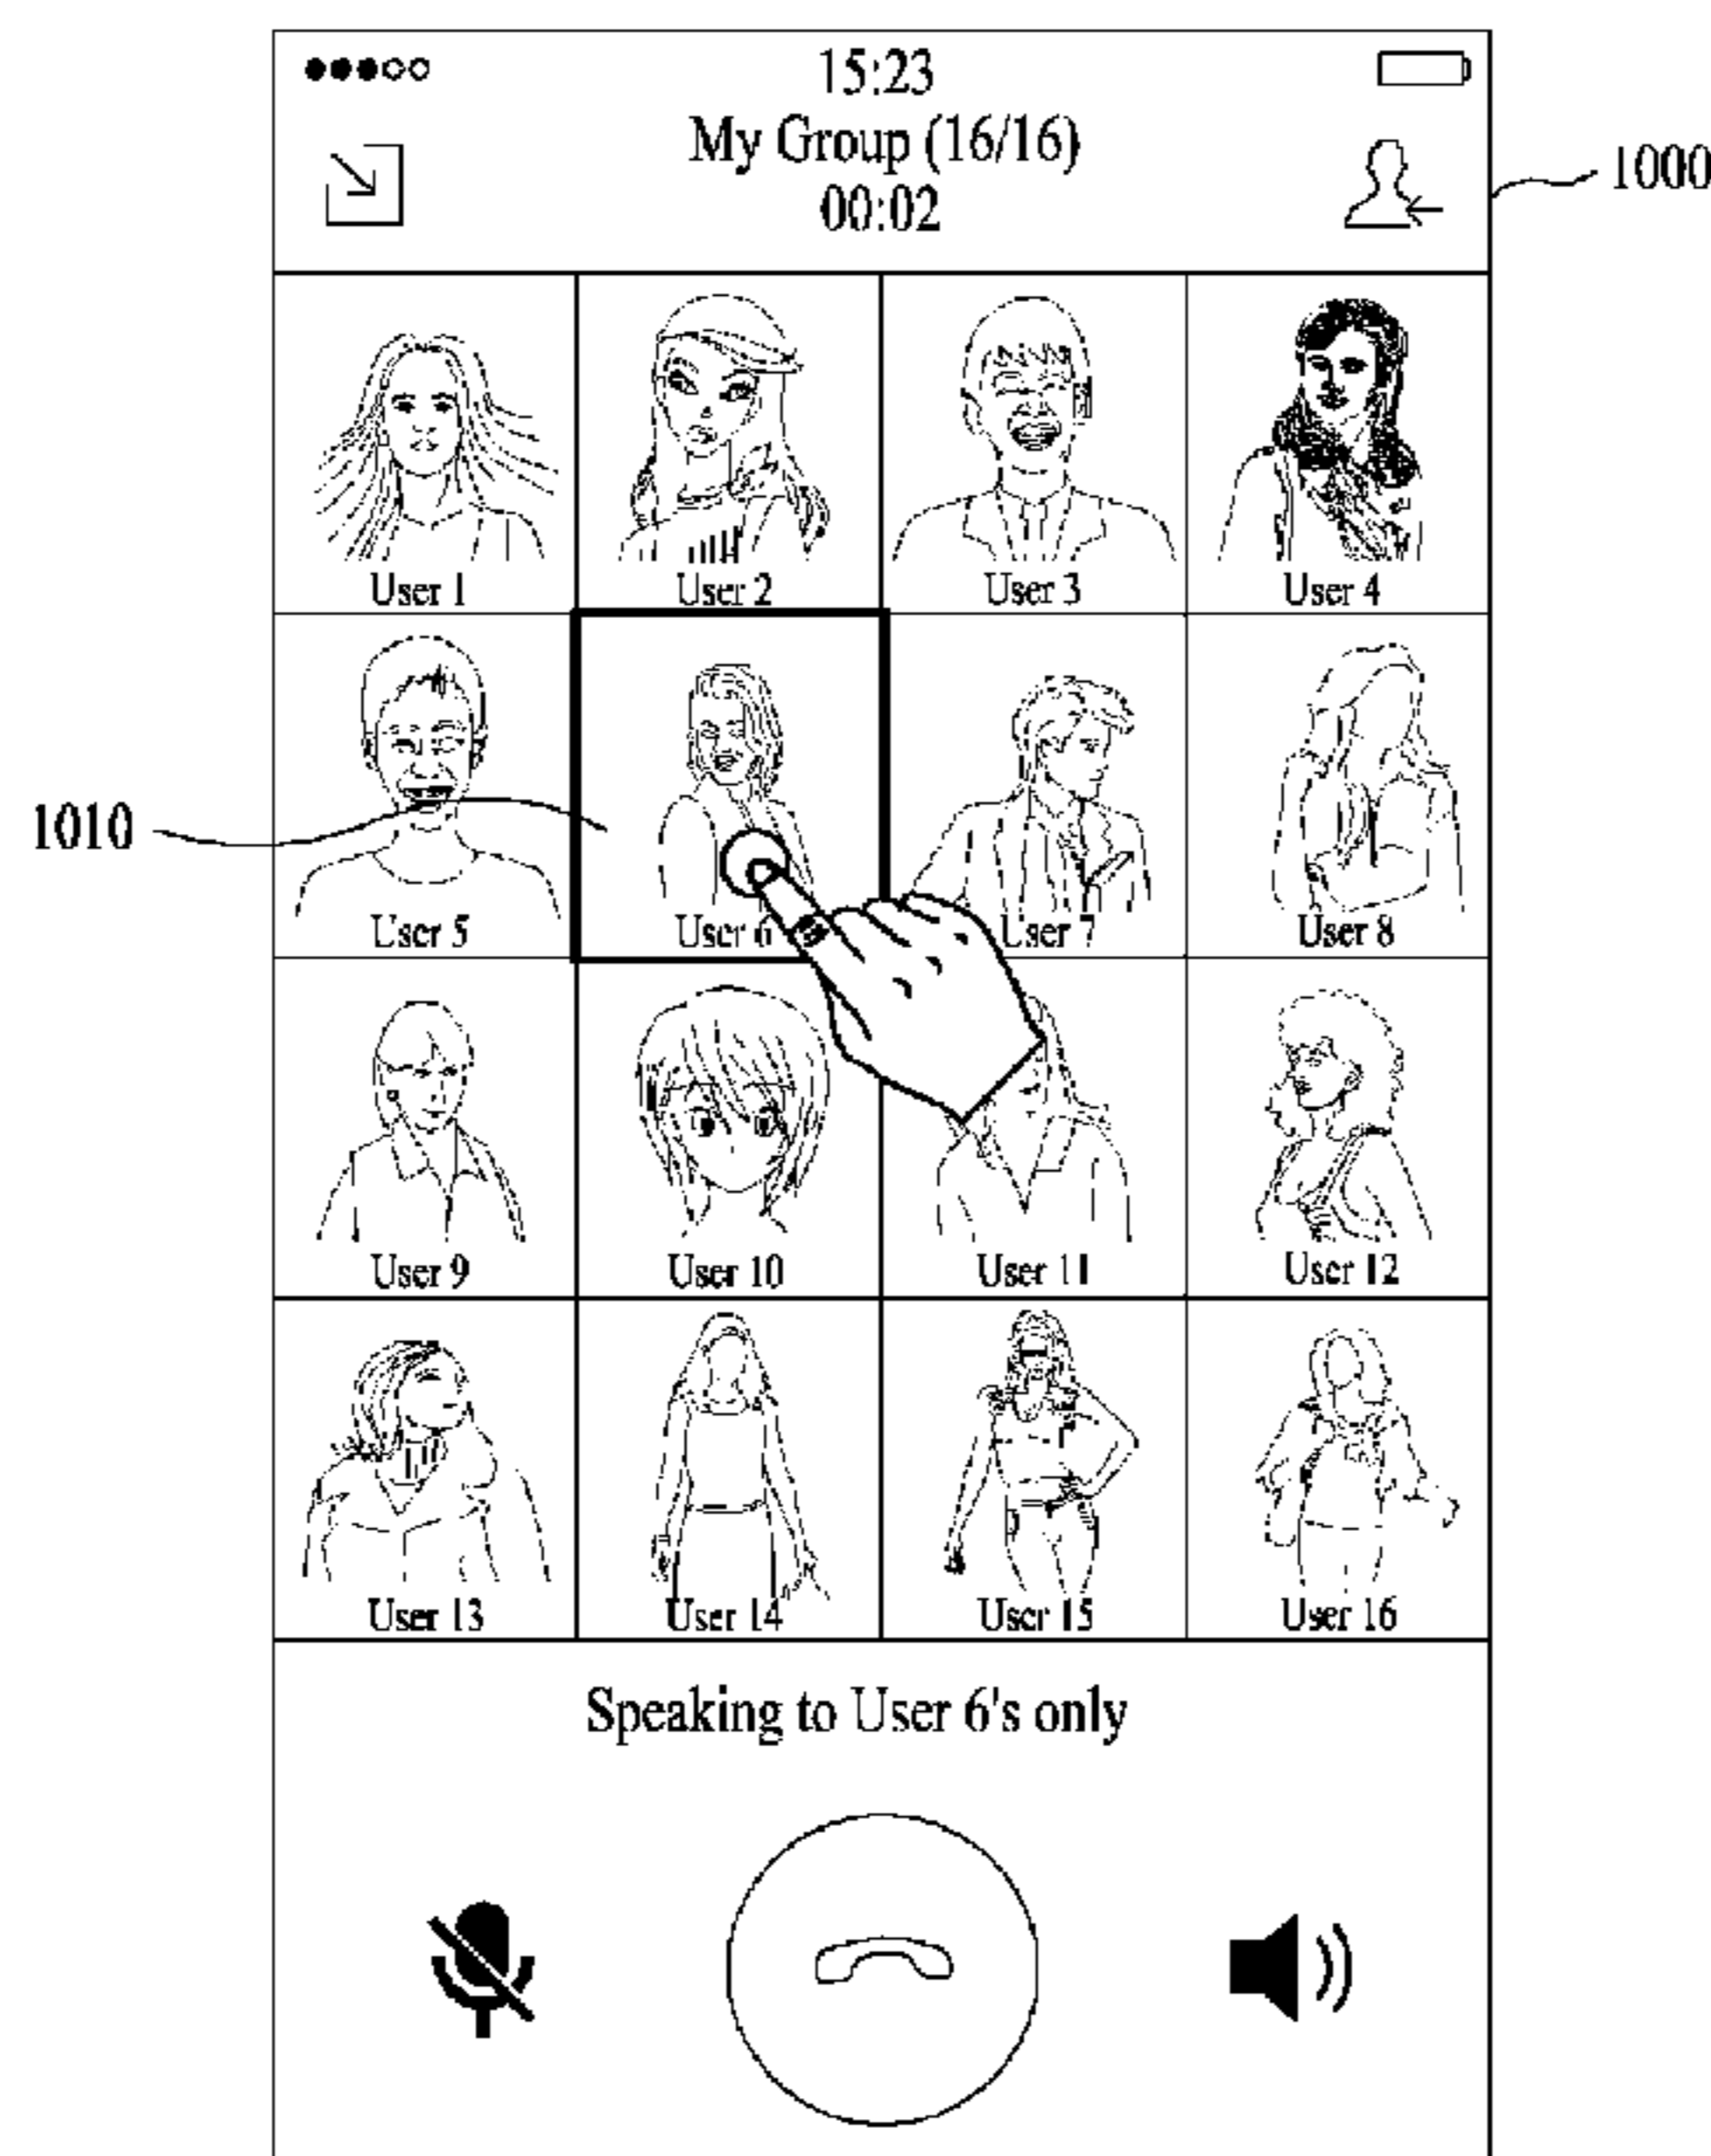 15:23
My Group (16/16)
1000
00:02
User 1 User 2 User 3 User 4
1010
User 5 User 6 User 7 User 8
User 9 User 10 User 11 User 12
User 13 User 14 User 15 User 16
Speaking to User 6's only